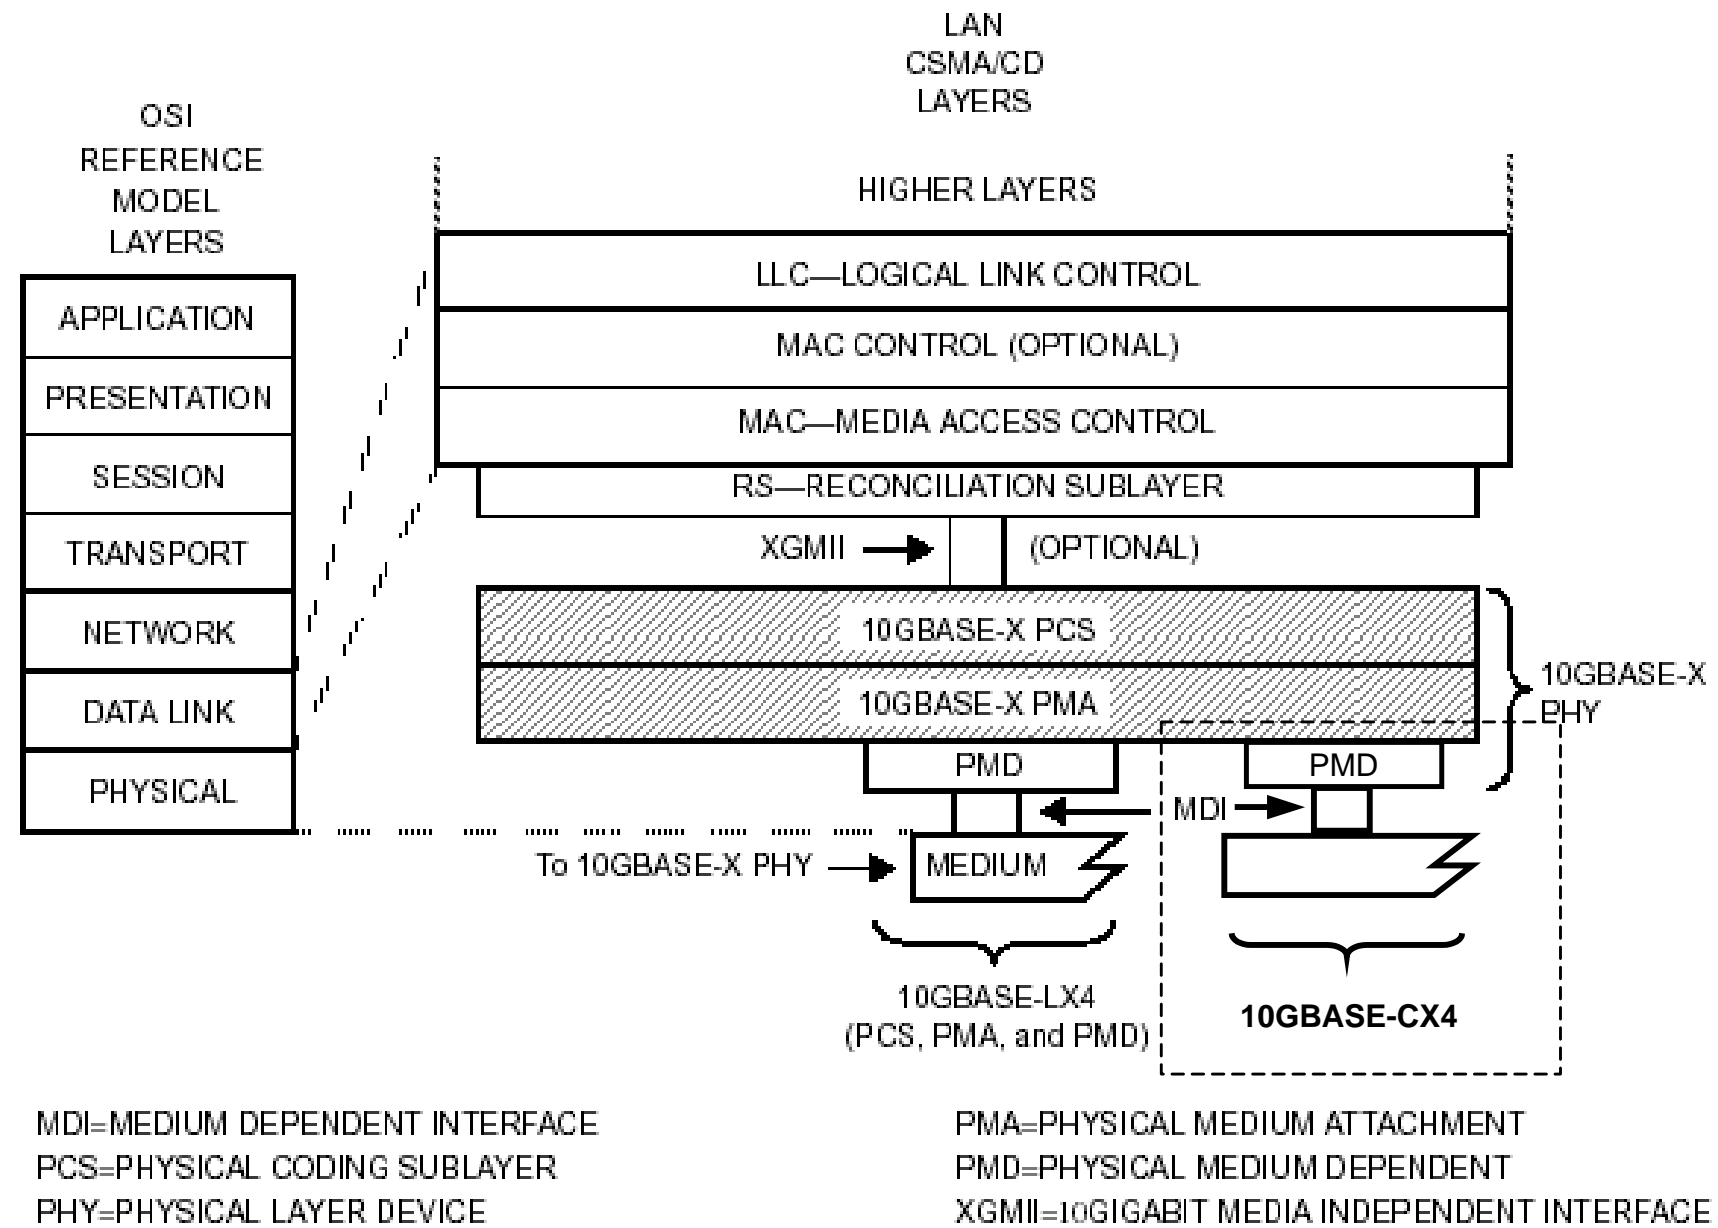 LAN
CSMA/CD
LAYERS
OSI
REFERENCE
MODEL
LAYERS
HIGHER LAYERS
APPLICATION
PRESENTATION
SESSION
TRANSPORT
NETWORK
DATA LINK
PHYSICAL
LLC—LOGICAL LINK CONTROL
MAC CONTROL (OPTIONAL)
MAC—MEDIA ACCESS CONTROL
RS—RECONCILIATION SUBLAYER
XGMII
(OPTIONAL)
10GBASE-X PCS
10GBASE-X PMA
10GBASE-X
PHY
PMD
PMD
MDI
To 10GBASE-X PHY
MEDIUM
10GBASE-LX4
(PCS, PMA, and PMD)
10GBASE-CX4
MDI=MEDIUM DEPENDENT INTERFACE
PCS=PHYSICAL CODING SUBLAYER
PHY=PHYSICAL LAYER DEVICE
PMA=PHYSICAL MEDIUM ATTACHMENT
PMD=PHYSICAL MEDIUM DEPENDENT
XGMII=10GIGABIT MEDIA INDEPENDENT INTERFACE